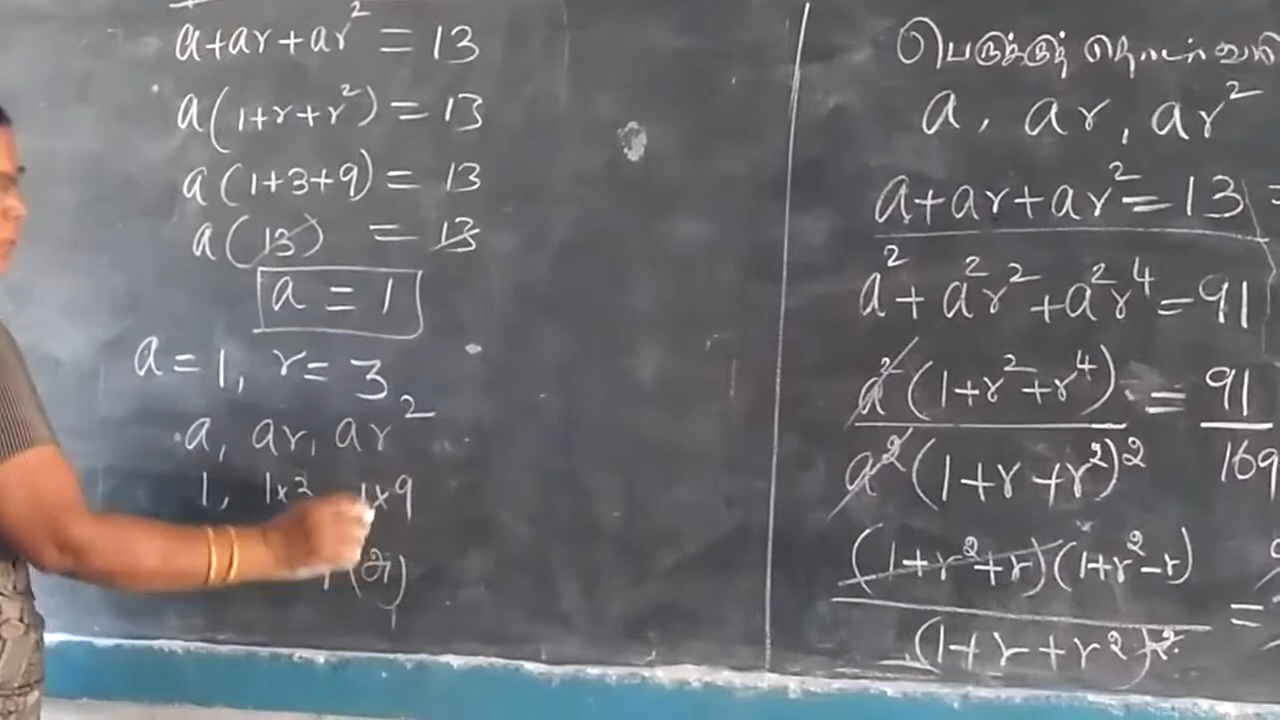 a+ar+ar² = 13
a(1+r+r²) = 13
a(1+3+9) = 13
a(13) = 13
a = 1
a=1, r=3
a, ar, ar²
1, 1×3 1×9
பெருக்குத் தொடர்வரி
a, ar, ar²
a+ar+ar²=13
a²+a²r²+a²r⁴=91
a²(1+r²+r⁴) = 91
a²(1+r+r²)² 169
(1+r²+r)(1+r²-r)
=
(1+r+r²)²